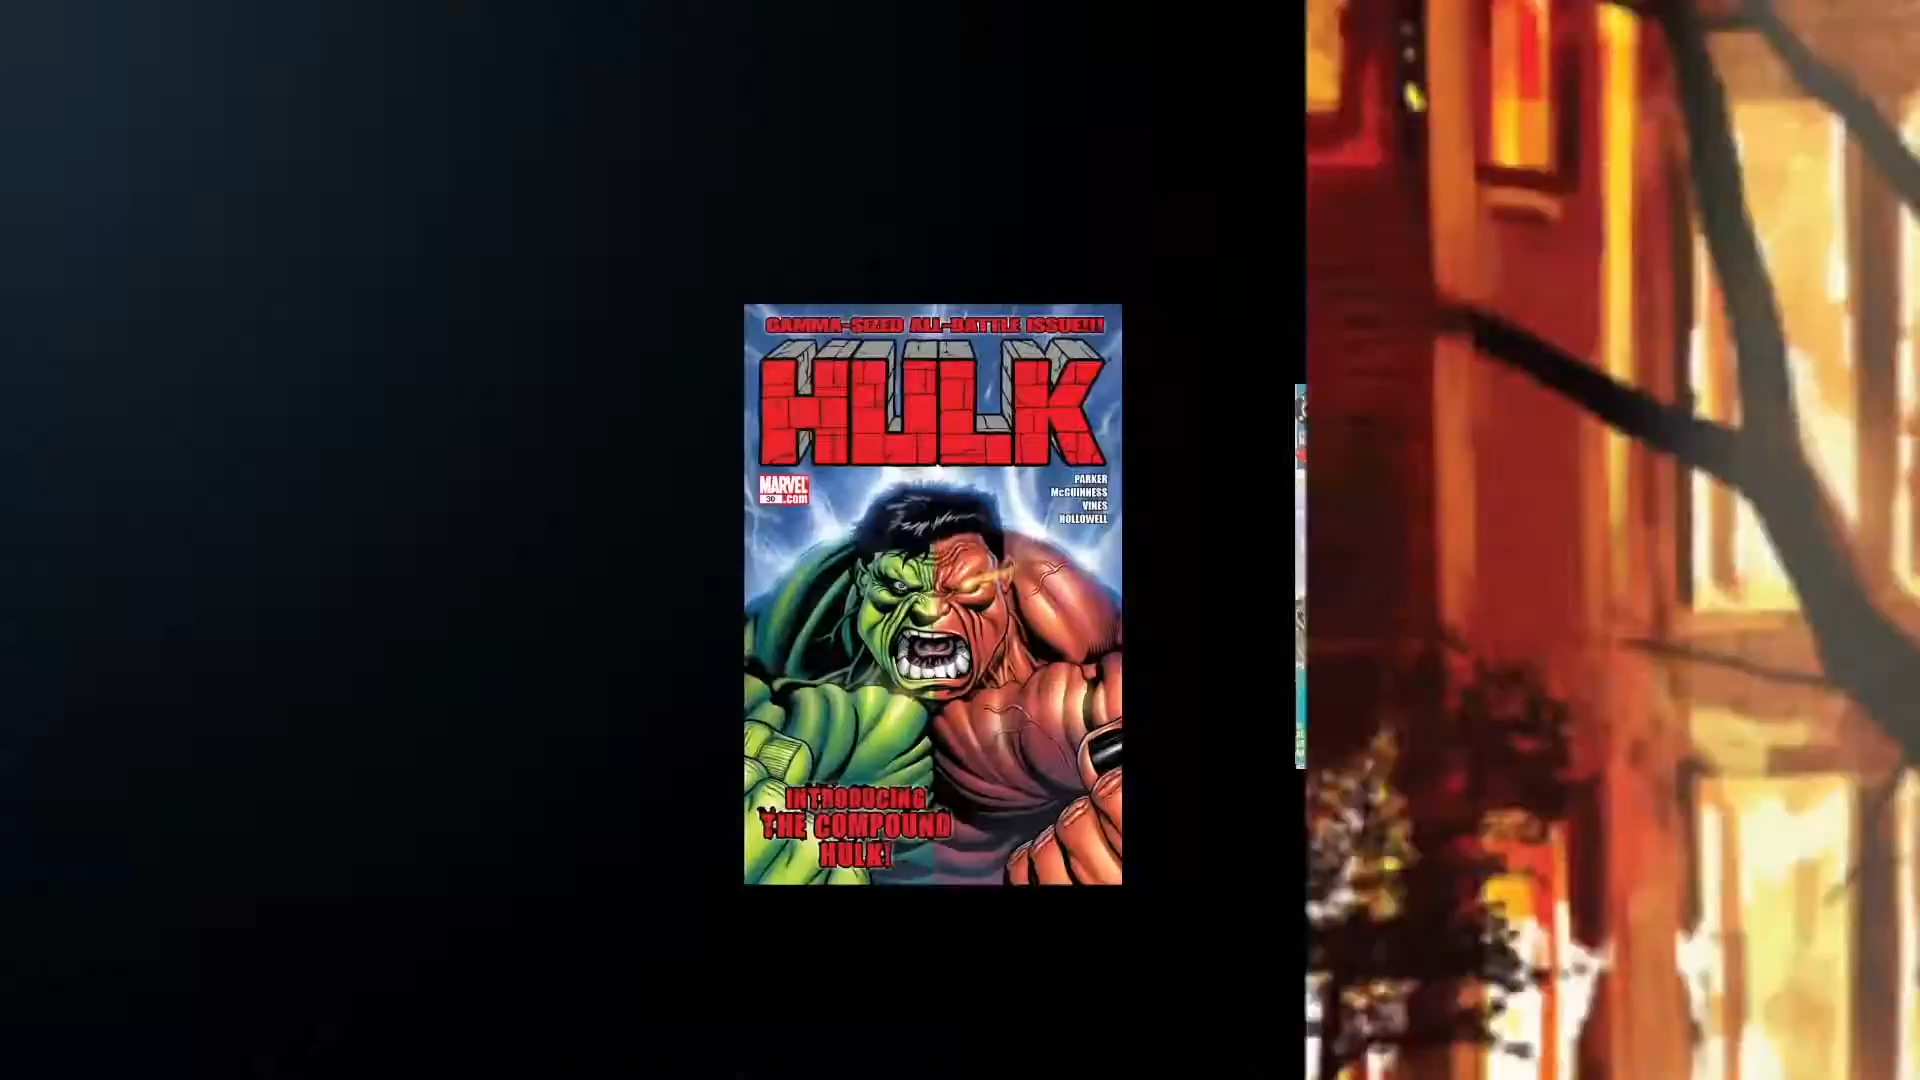 GAMMA-SIZED ALL-BATTLE ISSUE!!!
HULK
MARVEL
30 .com
PARKER
McGUINNESS
VINES
HOLLOWELL
INTRODUCING
THE COMPOUND
HULK!